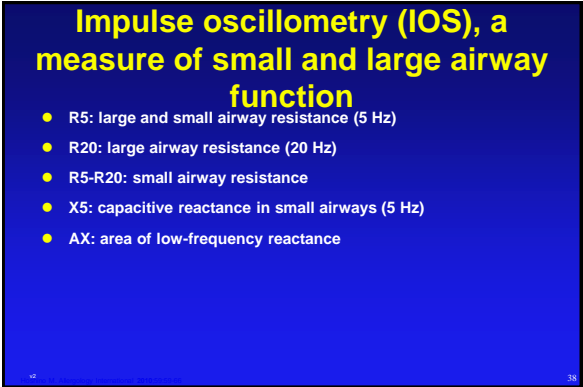 Impulse oscillometry (IOS), a
measure of small and large airway
function
R5: large and small airway resistance (5 Hz)
R20: large airway resistance (20 Hz)
R5-R20: small airway resistance
X5: capacitive reactance in small airways (5 Hz)
AX: area of low-frequency reactance
v2
38